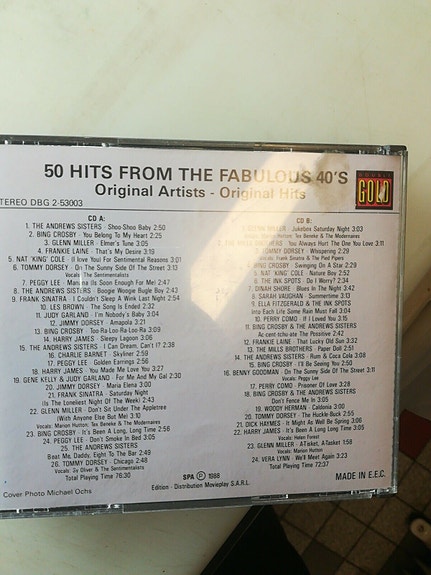 50 HITS FROM THE FABULOUS 40'S
Original Artists - Original Hits
DOUBLE
GOLD
STEREO DBG 2-53003
CD A:
1. THE ANDREWS SISTERS - Shoo-Shoo Baby 2:50
2. BING CROSBY - You Belong To My Heart 2:25
3. GLENN MILLER - Elmer's Tune 3:05
4. FRANKIE LAINE - That's My Desire 3:19
5. NAT 'KING' COLE - (I Love You) For Sentimental Reasons 3:01
6. TOMMY DORSEY - On The Sunny Side Of The Street 3:13
Vocals The Sentimentalists
7. PEGGY LEE - Manana (Is Soon Enough For Me) 2:47
8. THE ANDREWS SISTERS - Boogie Woogie Bugle Boy 2:43
9. FRANK SINATRA - I Couldn't Sleep A Wink Last Night 2:54
10. LES BROWN - The Song Is Ended 2:32
11. JUDY GARLAND - I'm Nobody's Baby 3:04
12. JIMMY DORSEY - Amapola 3:21
13. BING CROSBY - Too-Ra Loo-Ra Loo-Ra 3:09
14. HARRY JAMES - Sleepy Lagoon 3:06
15. THE ANDREWS SISTERS - I Can Dream, Can't I? 2:38
16. CHARLIE BARNET - Skyliner 2:59
17. PEGGY LEE - Golden Earrings 2:56
18. HARRY JAMES - You Made Me Love You 3:27
19. GENE KELLY & JUDY GARLAND - For Me And My Gal 2:30
20. JIMMY DORSEY - Maria Elena 3:00
21. FRANK SINATRA - Saturday Night
(Is The Loneliest Night Of The Week) 2:43
22. GLENN MILLER - Don't Sit Under The Appletree
(With Anyone Else But Me) 3:10
Vocals: Marion Hutton, Tex Beneke & The Modernaires
23. BING CROSBY - It's Been A Long, Long Time 2:56
24. PEGGY LEE - Don't Smoke In Bed 3:05
25. THE ANDREWS SISTERS
Beat Me, Daddy, Eight To The Bar 2:49
26. TOMMY DORSEY - Chicago 2:48
Vocals: Sy Oliver & The Sentimentalists
Total Playing Time 76:30
CD B:
MILLER - Jukebox Saturday Night 3:03
Marion Hutton, Tex Beneke & The Modernaires
2. THE MILLS BROTHERS - You Always Hurt The One You Love 3:11
TOMMY DORSEY - Whispering 2:29
Frank Sinatra & The Pied Pipers
CROSBY - Swinging On A Star 2:29
NAT 'KING' COLE - Nature Boy 2:52
6. THE INK SPOTS - Do I Worry? 2:34
7. DINAH SHORE - Blues In The Night 3:42
8. SARAH VAUGHAN - Summertime 3:13
9. ELLA FITZGERALD & THE INK SPOTS
Into Each Life Some Rain Must Fall 3:04
10. PERRY COMO - If I Loved You 3:15
11. BING CROSBY & THE ANDREWS SISTERS
Ac-cent-tchu-ate The Possitive 2:42
12. FRANKIE LAINE - That Lucky Old Sun 3:32
13. THE MILLS BROTHERS - Paper Doll 2:51
14. THE ANDREWS SISTERS - Rum & Coca Cola 3:08
15. BING CROSBY - I'll Be Seeing You 2:50
16. BENNY GOODMAN - On The Sunny Side Of The Street 3:11
Vocals: Peggy Lee
17. PERRY COMO - Prisoner Of Love 3:28
18. BING CROSBY & THE ANDREWS SISTERS
Don't Fence Me In 3:05
19. WOODY HERMAN - Caldonia 3:00
20. TOMMY DORSEY - The Huckle-Buck 2:55
21. DICK HAYMES - It Might As Well Be Spring 3:06
22. HARRY JAMES - It's Been A Long Long Time 3:06
Vocals: Helen Forrest
23. GLENN MILLER - A-Tisket, A-Tasket 1:58
Vocals: Marion Hutton
24. VERA LYNN - We'll Meet Again 3:23
Total Playing Time 72:37
SPA ℗ 1988
Edition - Distribution Movieplay S.A.R.L.
MADE IN E.E.C.
Cover Photo Michael Ochs